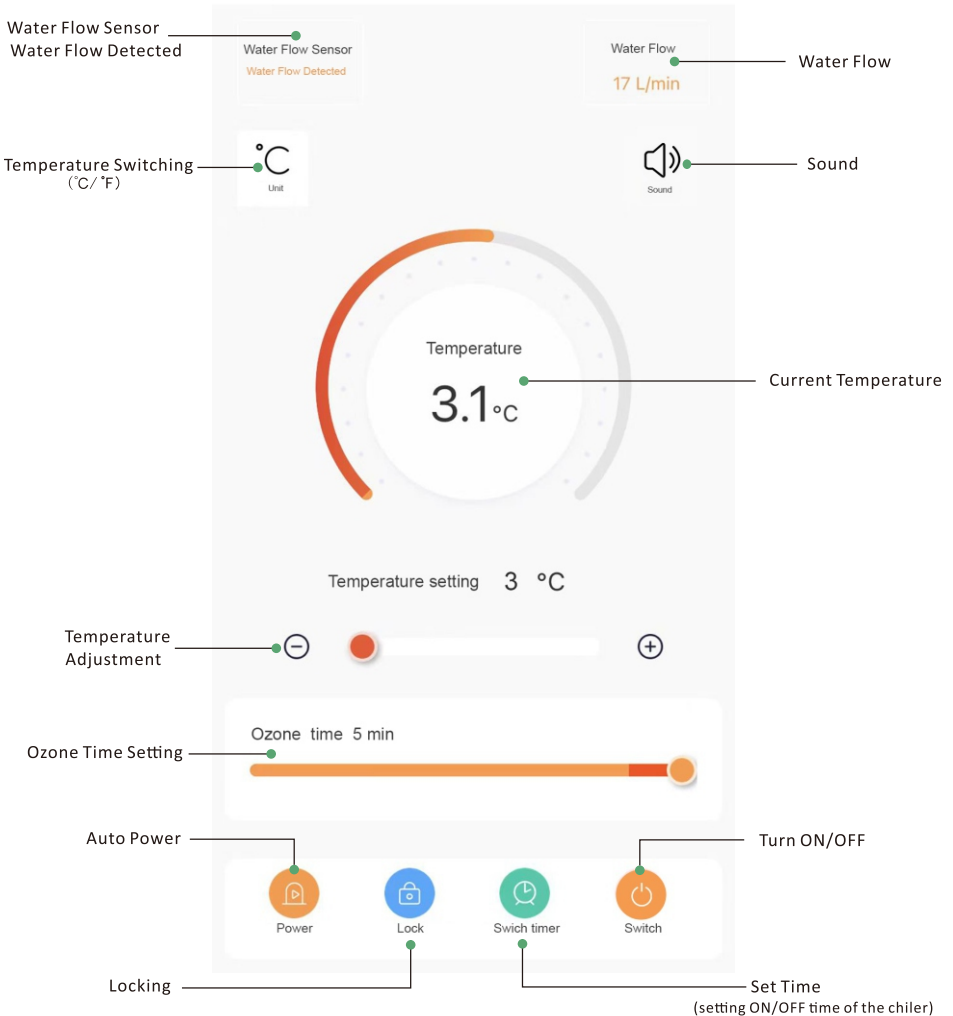 Water Flow Sensor
Water Flow Detected
Water Flow Sensor
Water Flow Detected
Water Flow
17 L/min
Water Flow
Temperature Switching
(℃/℉)
°C
Unit
Sound
Sound
Temperature
3.1°C
Current Temperature
Temperature setting 3 °C
Temperature
Adjustment
Ozone time 5 min
Ozone Time Setting
Auto Power
Turn ON/OFF
Power
Lock
Swich timer
Switch
Locking
Set Time
(setting ON/OFF time of the chiler)